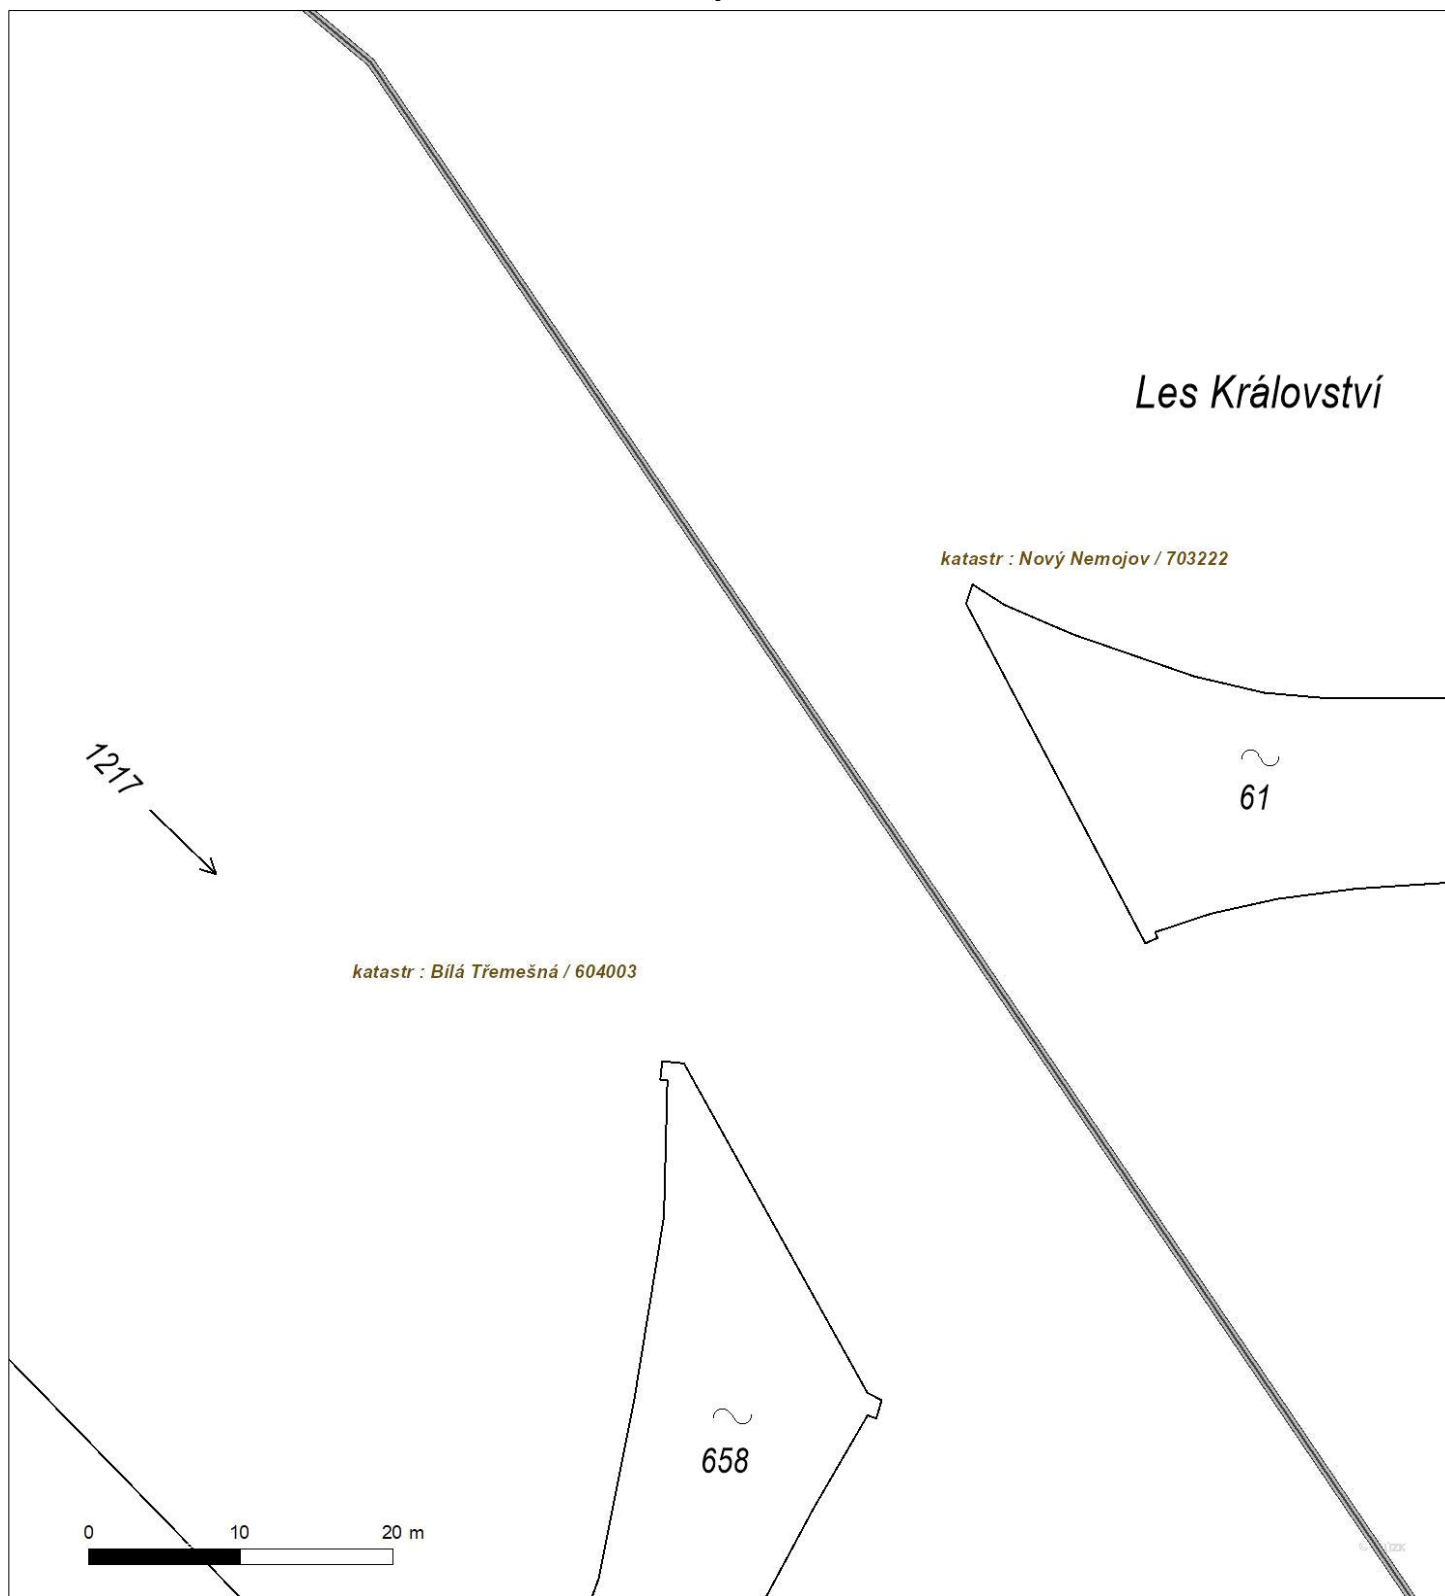 Les Království
katastr : Nový Nemojov / 703222
1217
61
katastr : Bílá Třemešná / 604003
658
0 10 20 m